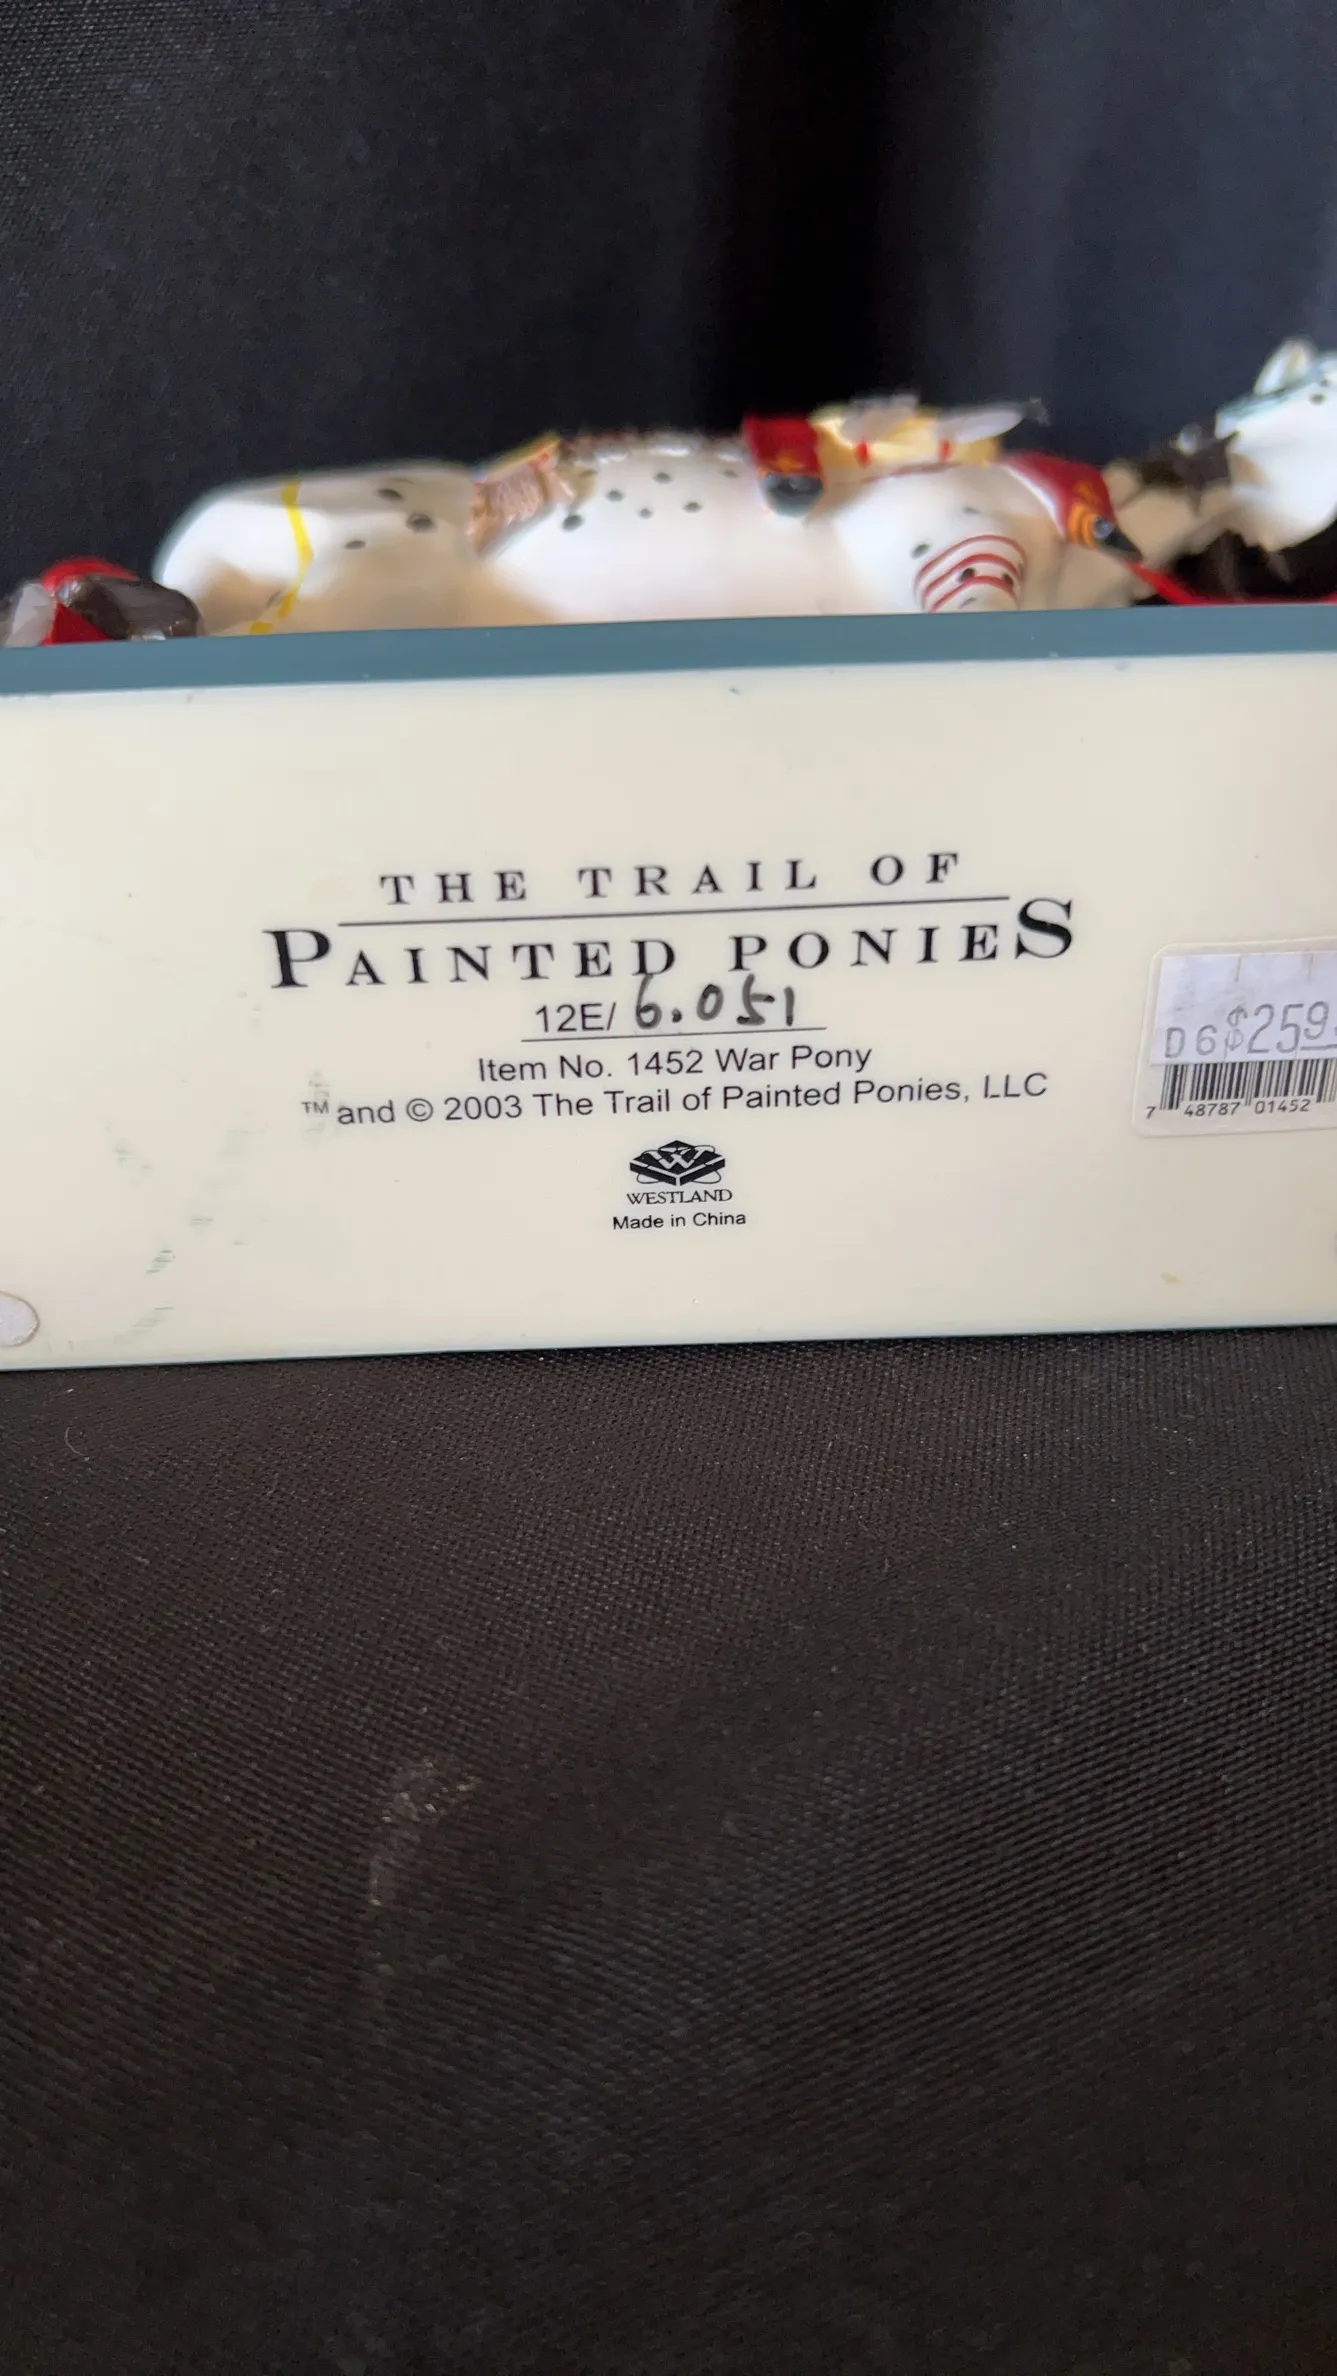 THE TRAIL OF
PAINTED PONIES
12E/ 6.051
Item No. 1452 War Pony
™ and © 2003 The Trail of Painted Ponies, LLC
W
WESTLAND
Made in China
D6 $259
7 48787 01452